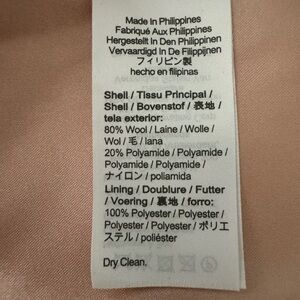 Made In Philippines
Fabriqué Aux Philippines
Hergestellt In Den Philippinen
Vervaardigd In De Filippijnen
フィリピン製
hecho en filipinas
Shell / Tissu Principal /
Shell / Bovenstof / 表地 /
tela exterior:
80% Wool / Laine / Wolle /
Wol / 毛 / lana
20% Polyamide / Polyamide /
Polyamide / Polyamide /
ナイロン / poliamida
Lining / Doublure / Futter
/ Voering / 裏地 / forro:
100% Polyester / Polyester /
Polyester / Polyester / ポリエ
ステル / poliéster
Dry Clean.